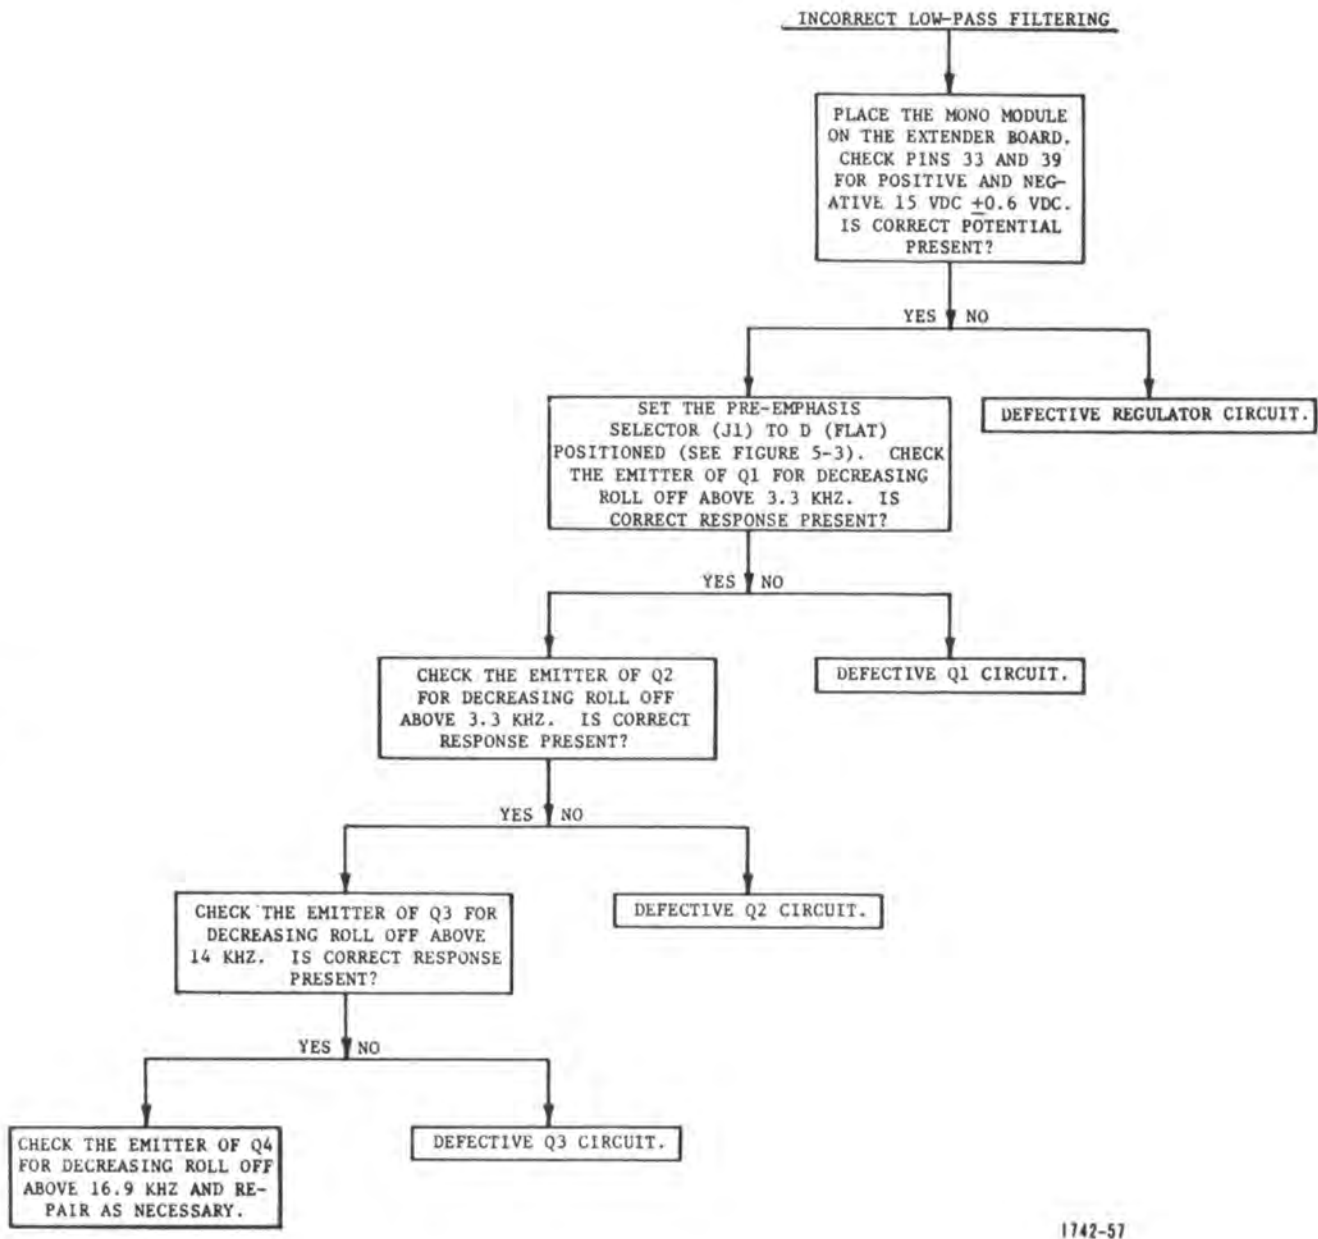 INCORRECT LOW-PASS FILTERING
PLACE THE MONO MODULE
ON THE EXTENDER BOARD.
CHECK PINS 33 AND 39
FOR POSITIVE AND NEG-
ATIVE 15 VDC ±0.6 VDC.
IS CORRECT POTENTIAL
PRESENT?
YES NO
SET THE PRE-EMPHASIS
SELECTOR (J1) TO D (FLAT)
POSITIONED (SEE FIGURE 5-3). CHECK
THE EMITTER OF Q1 FOR DECREASING
ROLL OFF ABOVE 3.3 KHZ. IS
CORRECT RESPONSE PRESENT?
DEFECTIVE REGULATOR CIRCUIT.
YES NO
CHECK THE EMITTER OF Q2
FOR DECREASING ROLL OFF
ABOVE 3.3 KHZ. IS CORRECT
RESPONSE PRESENT?
DEFECTIVE Q1 CIRCUIT.
YES NO
CHECK THE EMITTER OF Q3 FOR
DECREASING ROLL OFF ABOVE
14 KHZ. IS CORRECT RESPONSE
PRESENT?
DEFECTIVE Q2 CIRCUIT.
YES NO
CHECK THE EMITTER OF Q4
FOR DECREASING ROLL OFF
ABOVE 16.9 KHZ AND RE-
PAIR AS NECESSARY.
DEFECTIVE Q3 CIRCUIT.
1742-57